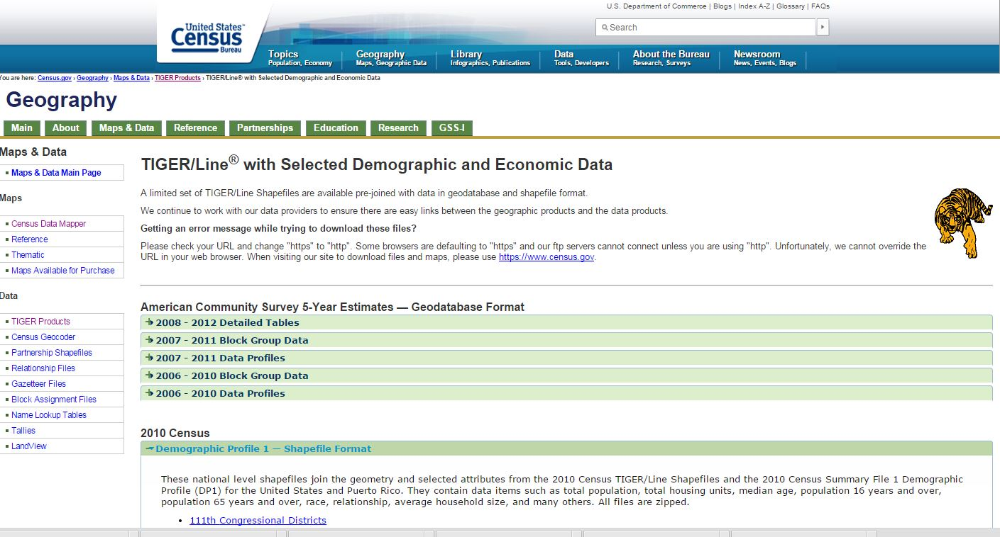 U.S. Department of Commerce | Blogs | Index A-Z | Glossary | FAQs
United States™
Census
Bureau
Search
Topics
Population, Economy
Geography
Maps, Geographic Data
Library
Infographics, Publications
Data
Tools, Developers
About the Bureau
Research, Surveys
Newsroom
News, Events, Blogs
You are here: Census.gov › Geography › Maps & Data › TIGER Products › TIGER/Line® with Selected Demographic and Economic Data
Geography
Main About Maps & Data Reference Partnerships Education Research GSS-I
Maps & Data
Maps & Data Main Page
Maps
Census Data Mapper
Reference
Thematic
Maps Available for Purchase
Data
TIGER Products
Census Geocoder
Partnership Shapefiles
Relationship Files
Gazetteer Files
Block Assignment Files
Name Lookup Tables
Tallies
LandView
TIGER/Line® with Selected Demographic and Economic Data
A limited set of TIGER/Line Shapefiles are available pre-joined with data in geodatabase and shapefile format.
We continue to work with our data providers to ensure there are easy links between the geographic products and the data products.
Getting an error message while trying to download these files?
Please check your URL and change "https" to "http". Some browsers are defaulting to "https" and our ftp servers cannot connect unless you are using "http". Unfortunately, we cannot override the
URL in your web browser. When visiting our site to download files and maps, please use https://www.census.gov.
American Community Survey 5-Year Estimates — Geodatabase Format
2008 - 2012 Detailed Tables
2007 - 2011 Block Group Data
2007 - 2011 Data Profiles
2006 - 2010 Block Group Data
2006 - 2010 Data Profiles
2010 Census
Demographic Profile 1 — Shapefile Format
These national level shapefiles join the geometry and selected attributes from the 2010 Census TIGER/Line Shapefiles and the 2010 Census Summary File 1 Demographic
Profile (DP1) for the United States and Puerto Rico. They contain data items such as total population, total housing units, median age, population 16 years and over,
population 65 years and over, race, relationship, average household size, and many others. All files are zipped.
111th Congressional Districts